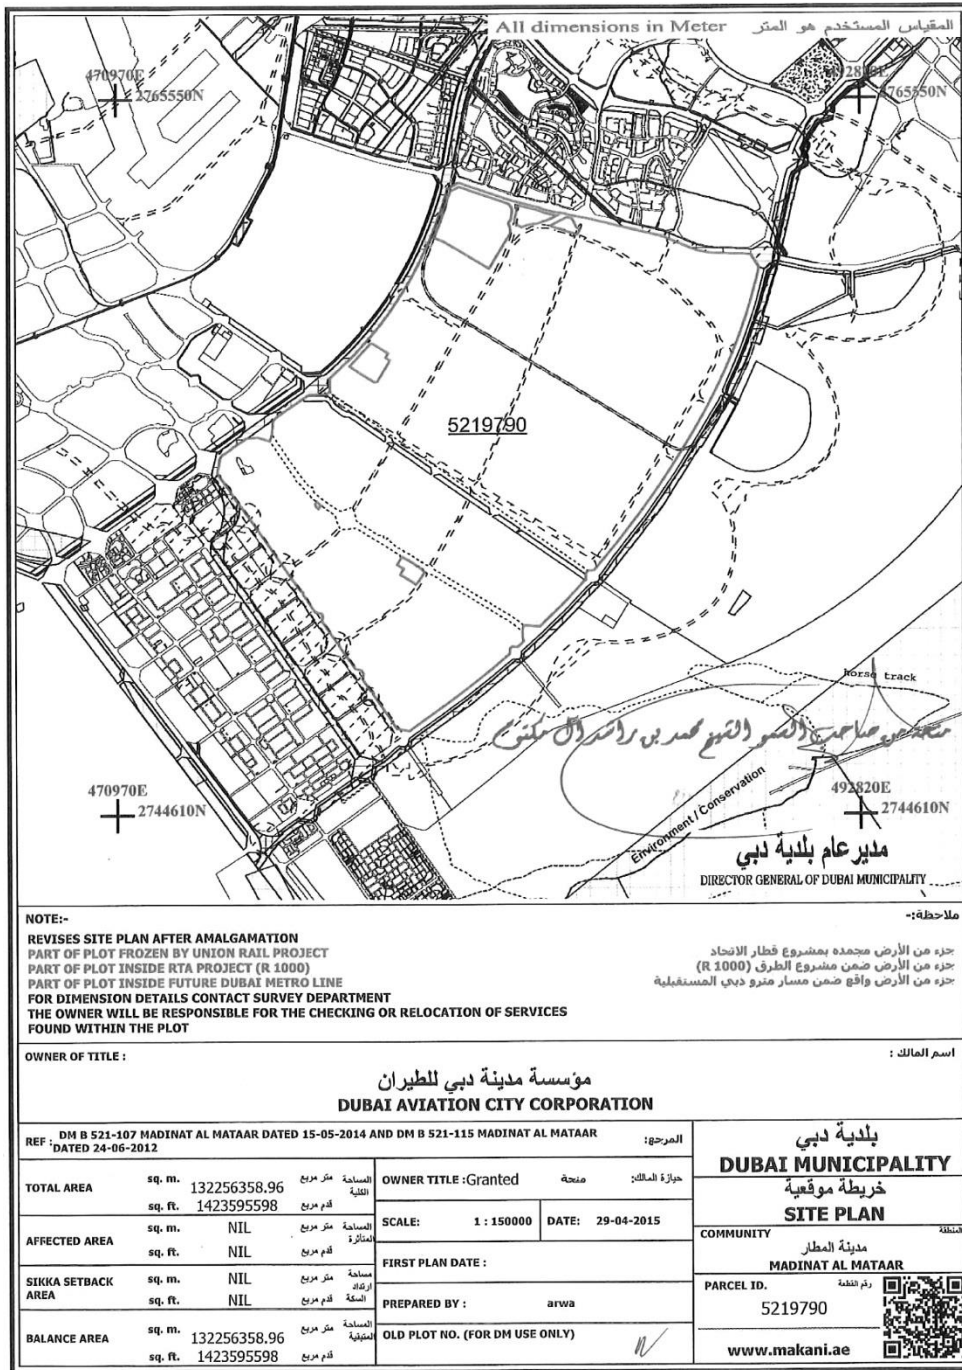 All dimensions in Meter المقياس المستخدم هو المتر
470970E
2765550N
2765550N
5219790
horse track
منحة من صاحب السمو الشيخ محمد بن راشد آل مكتوم
470970E
2744610N
Environment / Conservation
492820E
2744610N
مدير عام بلدية دبي
DIRECTOR GENERAL OF DUBAI MUNICIPALITY
NOTE:- ملاحظة:-
REVISES SITE PLAN AFTER AMALGAMATION
PART OF PLOT FROZEN BY UNION RAIL PROJECT جزء من الأرض مجمده بمشروع قطار الاتحاد
PART OF PLOT INSIDE RTA PROJECT (R 1000) جزء من الأرض ضمن مشروع الطرق (R 1000)
PART OF PLOT INSIDE FUTURE DUBAI METRO LINE جزء من الأرض واقع ضمن مسار مترو دبي المستقبلية
FOR DIMENSION DETAILS CONTACT SURVEY DEPARTMENT
THE OWNER WILL BE RESPONSIBLE FOR THE CHECKING OR RELOCATION OF SERVICES
FOUND WITHIN THE PLOT
OWNER OF TITLE : اسم المالك :
مؤسسة مدينة دبي للطيران
DUBAI AVIATION CITY CORPORATION
REF : DM B 521-107 MADINAT AL MATAAR DATED 15-05-2014 AND DM B 521-115 MADINAT AL MATAAR المرجع:
DATED 24-06-2012
TOTAL AREA sq. m. 132256358.96 متر مربع المساحة الكلية
sq. ft. 1423595598 قدم مربع
AFFECTED AREA sq. m. NIL متر مربع المساحة المتأثرة
sq. ft. NIL قدم مربع
SIKKA SETBACK AREA sq. m. NIL متر مربع مساحة ارتداد السكة
sq. ft. NIL قدم مربع
BALANCE AREA sq. m. 132256358.96 متر مربع المساحة المتبقية
sq. ft. 1423595598 قدم مربع
OWNER TITLE :Granted منحة حيازة المالك:
SCALE: 1 : 150000 DATE: 29-04-2015
FIRST PLAN DATE :
PREPARED BY : arwa
OLD PLOT NO. (FOR DM USE ONLY)
بلدية دبي
DUBAI MUNICIPALITY
خريطة موقعية
SITE PLAN
COMMUNITY المنطقة
مدينة المطار
MADINAT AL MATAAR
PARCEL ID. رقم القطعة
5219790
www.makani.ae